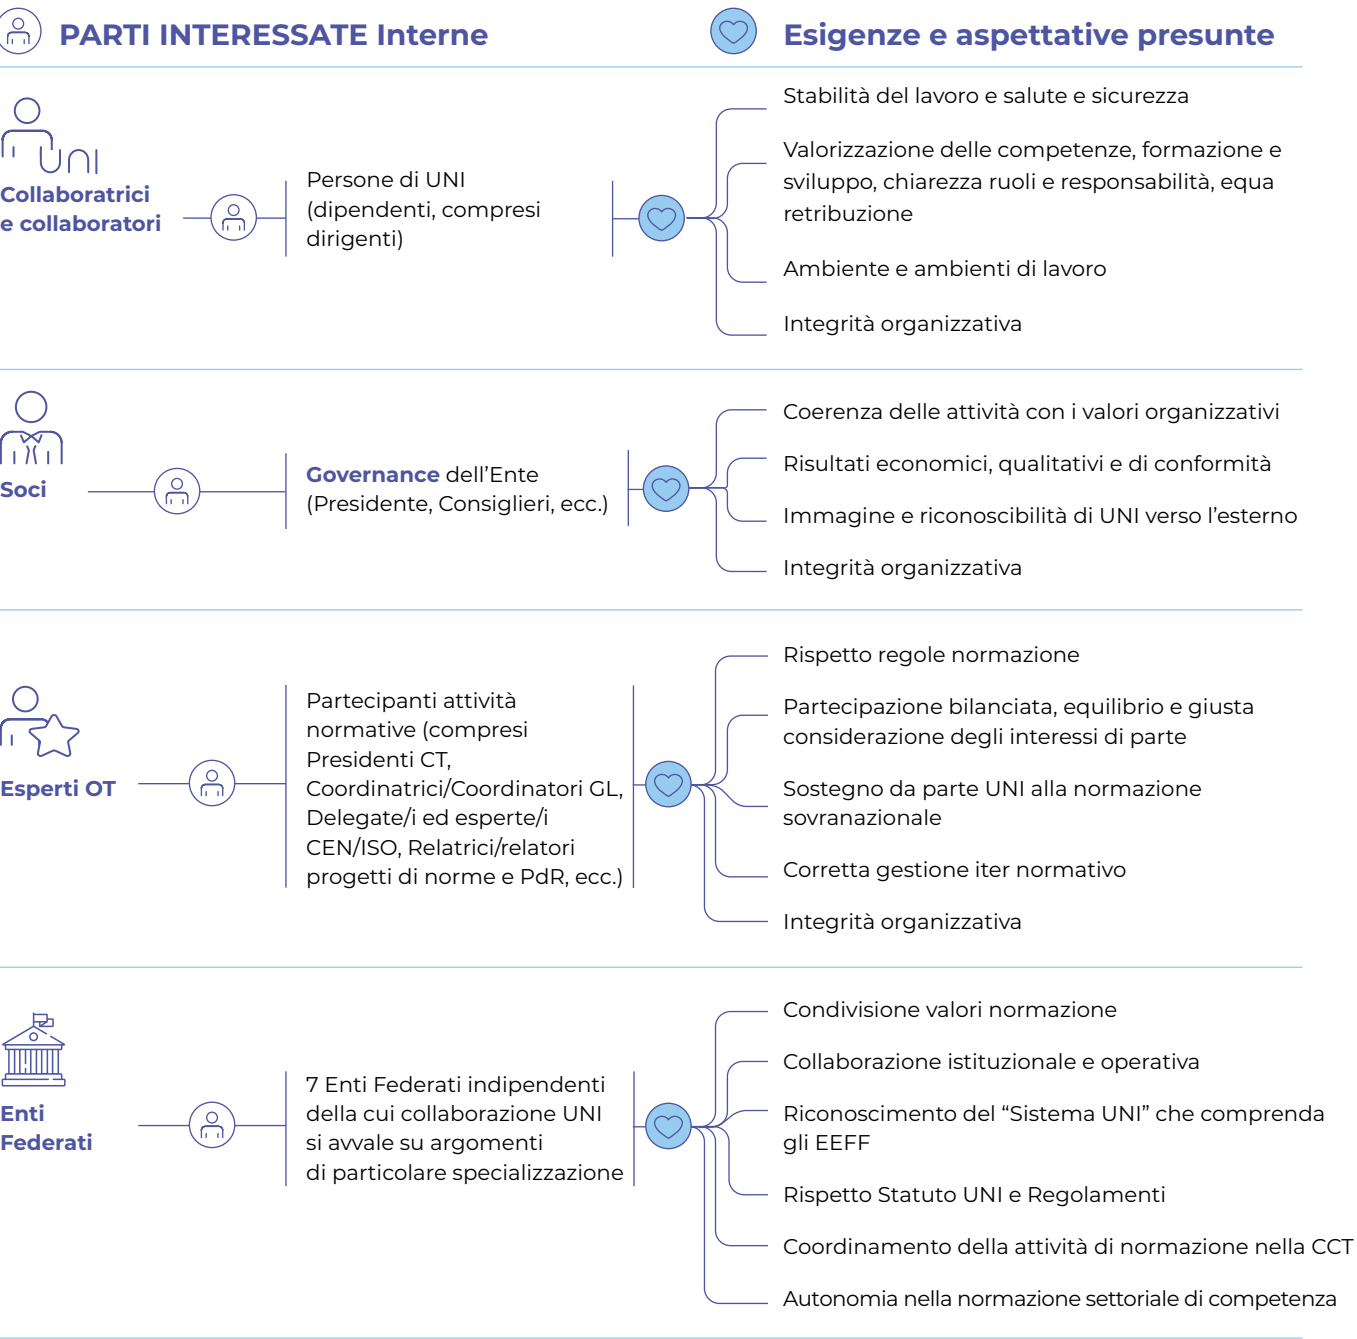 PARTI INTERESSATE Interne
Esigenze e aspettative presunte
UNI
Collaboratrici
e collaboratori
Persone di UNI
(dipendenti, compresi
dirigenti)
Stabilità del lavoro e salute e sicurezza
Valorizzazione delle competenze, formazione e
sviluppo, chiarezza ruoli e responsabilità, equa
retribuzione
Ambiente e ambienti di lavoro
Integrità organizzativa
Soci
Governance dell’Ente
(Presidente, Consiglieri, ecc.)
Coerenza delle attività con i valori organizzativi
Risultati economici, qualitativi e di conformità
Immagine e riconoscibilità di UNI verso l’esterno
Integrità organizzativa
Esperti OT
Partecipanti attività
normative (compresi
Presidenti CT,
Coordinatrici/Coordinatori GL,
Delegate/i ed esperte/i
CEN/ISO, Relatrici/relatori
progetti di norme e PdR, ecc.)
Rispetto regole normazione
Partecipazione bilanciata, equilibrio e giusta
considerazione degli interessi di parte
Sostegno da parte UNI alla normazione
sovranazionale
Corretta gestione iter normativo
Integrità organizzativa
Enti
Federati
7 Enti Federati indipendenti
della cui collaborazione UNI
si avvale su argomenti
di particolare specializzazione
Condivisione valori normazione
Collaborazione istituzionale e operativa
Riconoscimento del “Sistema UNI” che comprenda
gli EEFF
Rispetto Statuto UNI e Regolamenti
Coordinamento della attività di normazione nella CCT
Autonomia nella normazione settoriale di competenza